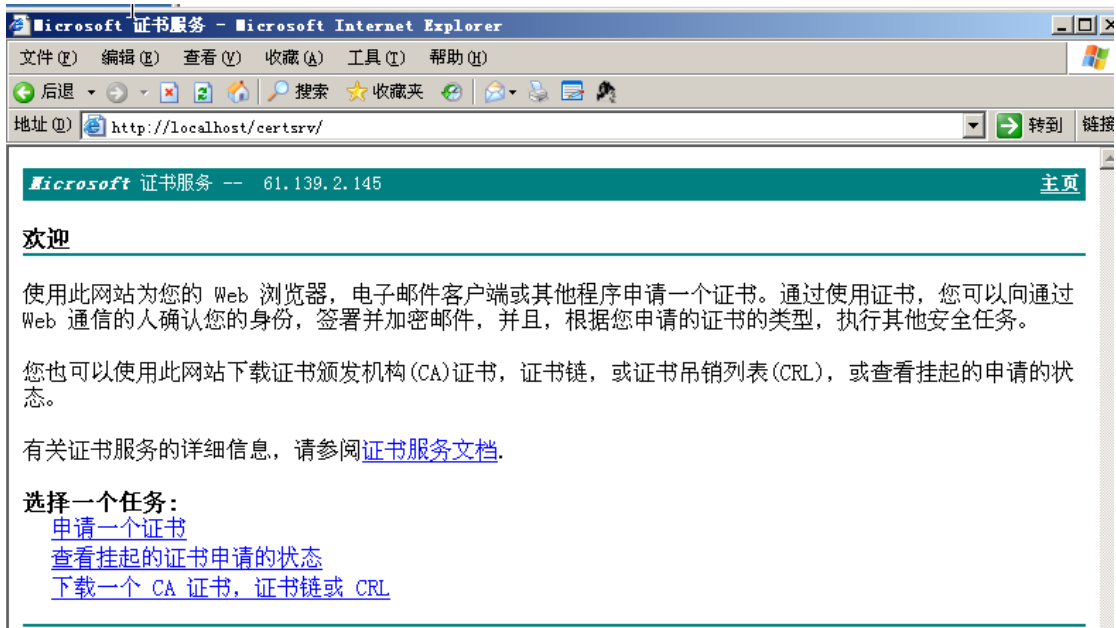 Microsoft 证书服务 - Microsoft Internet Explorer
文件(F) 编辑(E) 查看(V) 收藏(A) 工具(T) 帮助(H)
后退 搜索 收藏夹
地址(D) http://localhost/certsrv/ 转到 链接
Microsoft 证书服务 -- 61.139.2.145 主页
欢迎
使用此网站为您的 Web 浏览器，电子邮件客户端或其他程序申请一个证书。通过使用证书，您可以向通过
Web 通信的人确认您的身份，签署并加密邮件，并且，根据您申请的证书的类型，执行其他安全任务。
您也可以使用此网站下载证书颁发机构(CA)证书，证书链，或证书吊销列表(CRL)，或查看挂起的申请的状
态。
有关证书服务的详细信息，请参阅证书服务文档.
选择一个任务:
申请一个证书
查看挂起的证书申请的状态
下载一个 CA 证书，证书链或 CRL